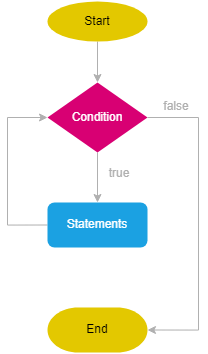 Start
Condition
false
true
Statements
End